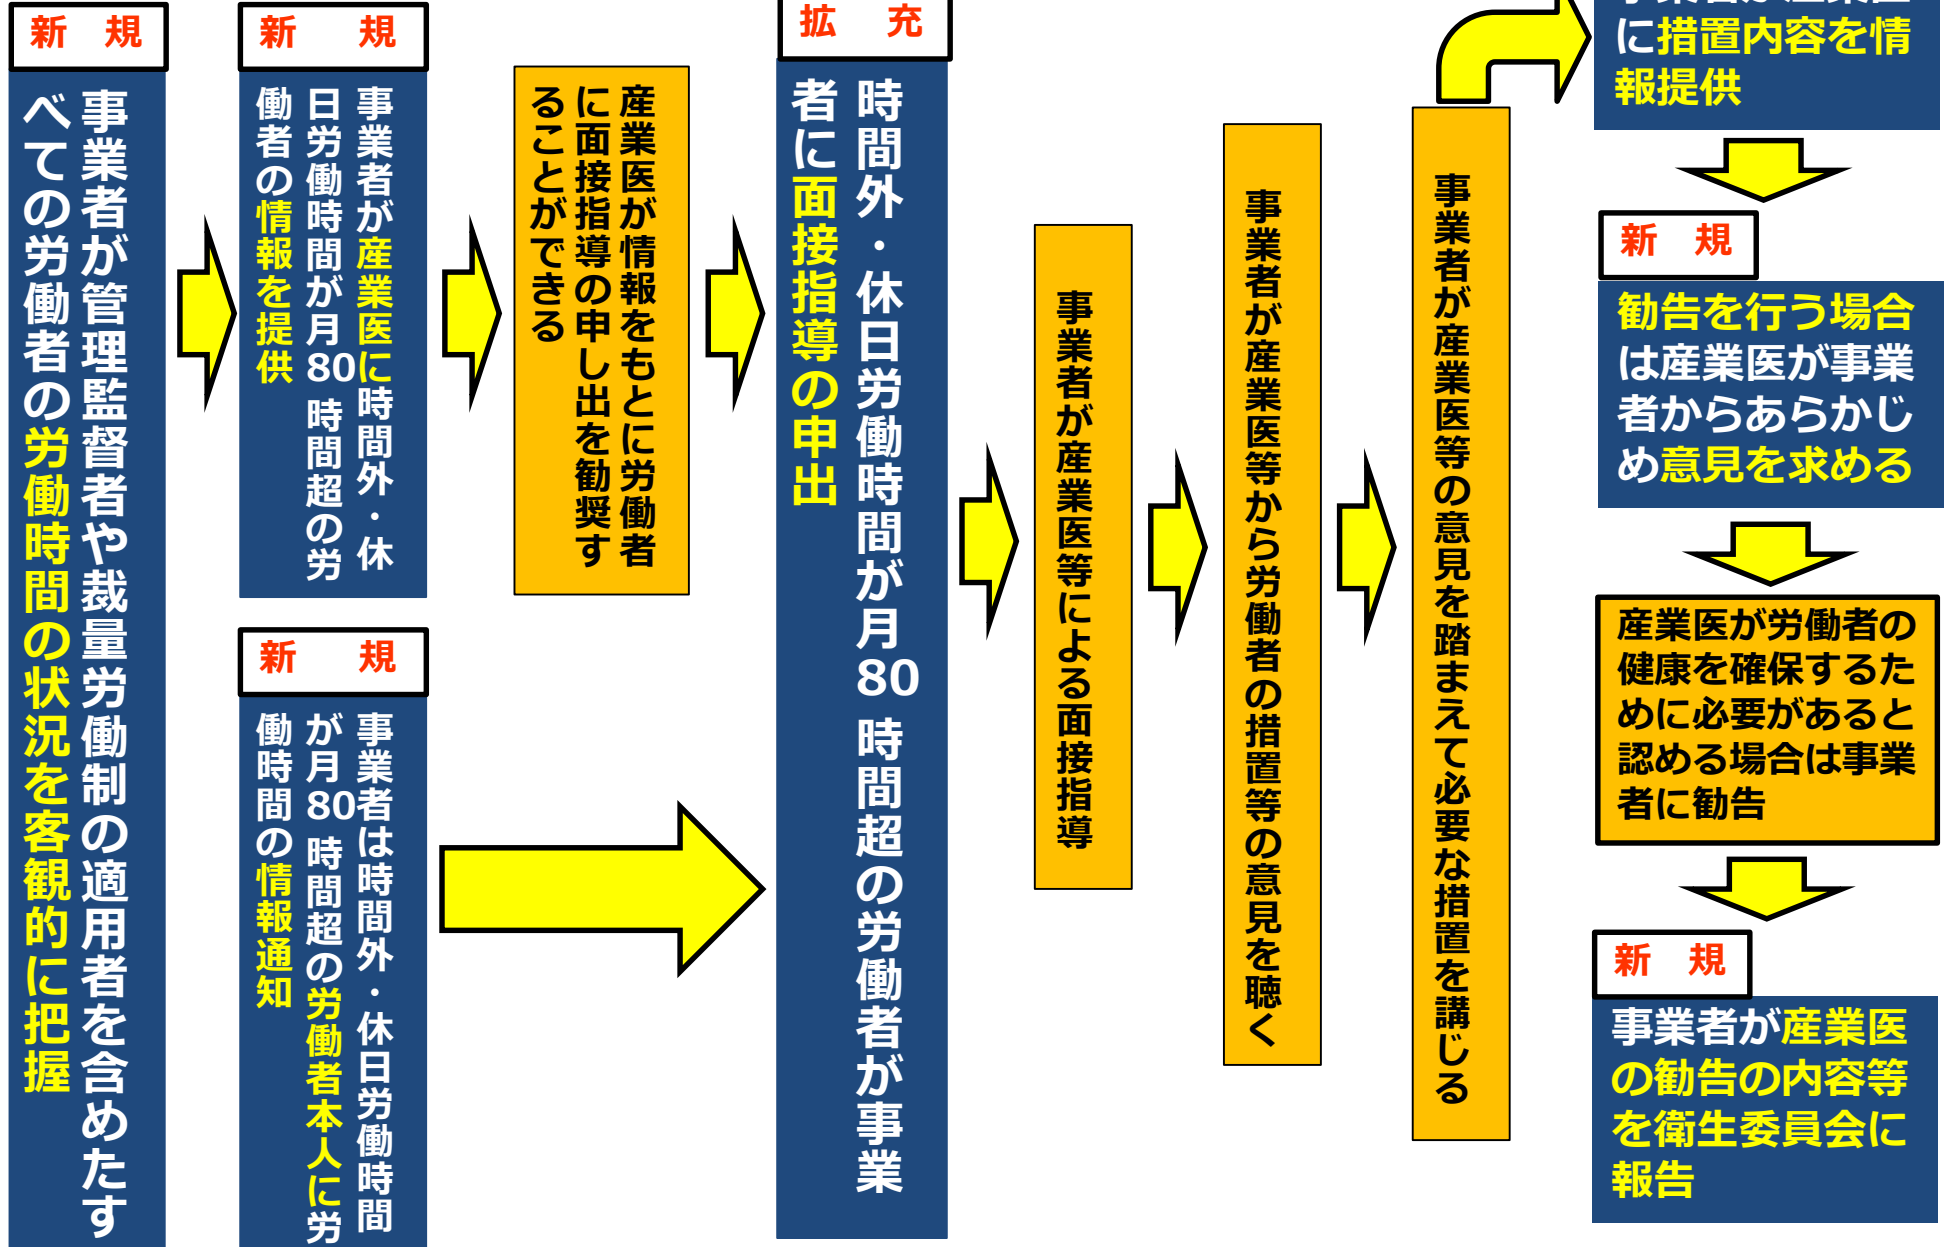 新 規
事業者が管理監督者や裁量労働制の適用者を含めたす
べての労働者の労働時間の状況を客観的に把握
新 規
事業者が産業医に時間外・休
日労働時間が月80時間超の労
働者の情報を提供
新 規
事業者は時間外・休日労働時間
が月80時間超の労働者本人に労
働時間の情報通知
産業医が情報をもとに労働者
に面接指導の申し出を勧奨す
ることができる
拡 充
時間外・休日労働時間が月80時間超の労働者が事業
者に面接指導の申出
事業者が産業医等による面接指導
事業者が産業医等から労働者の措置等の意見を聴く
事業者が産業医等の意見を踏まえて必要な措置を講じる
事業者が産業医
に措置内容を情
報提供
新 規
勧告を行う場合
は産業医が事業
者からあらかじ
め意見を求める
産業医が労働者の
健康を確保するた
めに必要があると
認める場合は事業
者に勧告
新 規
事業者が産業医
の勧告の内容等
を衛生委員会に
報告